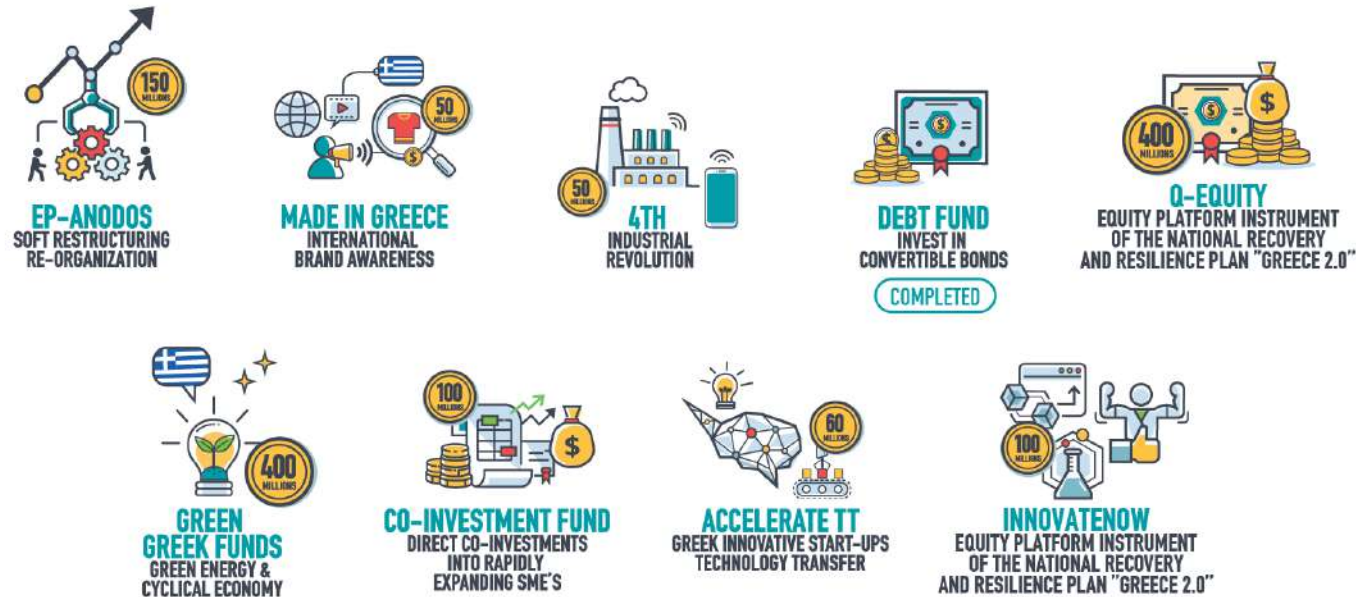 150
MILLIONS
EP-ANODOS
SOFT RESTRUCTURING
RE-ORGANIZATION
50
MILLIONS
MADE IN GREECE
INTERNATIONAL
BRAND AWARENESS
50
MILLIONS
4TH
INDUSTRIAL
REVOLUTION
DEBT FUND
INVEST IN
CONVERTIBLE BONDS
COMPLETED
400
MILLIONS
Q-EQUITY
EQUITY PLATFORM INSTRUMENT
OF THE NATIONAL RECOVERY
AND RESILIENCE PLAN "GREECE 2.0"
400
MILLIONS
GREEN
GREEK FUNDS
GREEN ENERGY &
CYCLICAL ECONOMY
100
MILLIONS
CO-INVESTMENT FUND
DIRECT CO-INVESTMENTS
INTO RAPIDLY
EXPANDING SME'S
60
MILLIONS
ACCELERATE TT
GREEK INNOVATIVE START-UPS
TECHNOLOGY TRANSFER
100
MILLIONS
INNOVATENOW
EQUITY PLATFORM INSTRUMENT
OF THE NATIONAL RECOVERY
AND RESILIENCE PLAN "GREECE 2.0"